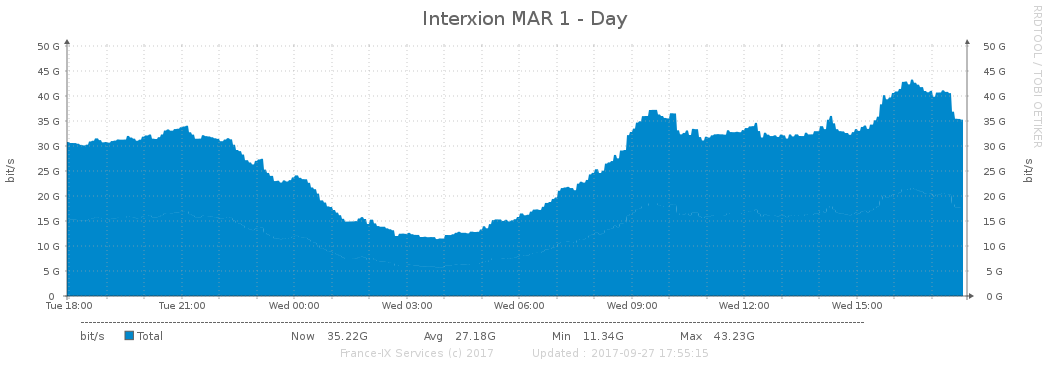 Interxion MAR 1 - Day
RRDTOOL / TOBI OETIKER
50 G 50 G
45 G 45 G
40 G 40 G
35 G 35 G
30 G 30 G
25 G 25 G
20 G 20 G
15 G 15 G
10 G 10 G
5 G 5 G
0 0 G
bit/s
bit/s
Tue 18:00 Tue 21:00 Wed 00:00 Wed 03:00 Wed 06:00 Wed 09:00 Wed 12:00 Wed 15:00
bit/s Total Now 35.22G Avg 27.18G Min 11.34G Max 43.23G
France-IX Services (c) 2017 Updated : 2017-09-27 17:55:15